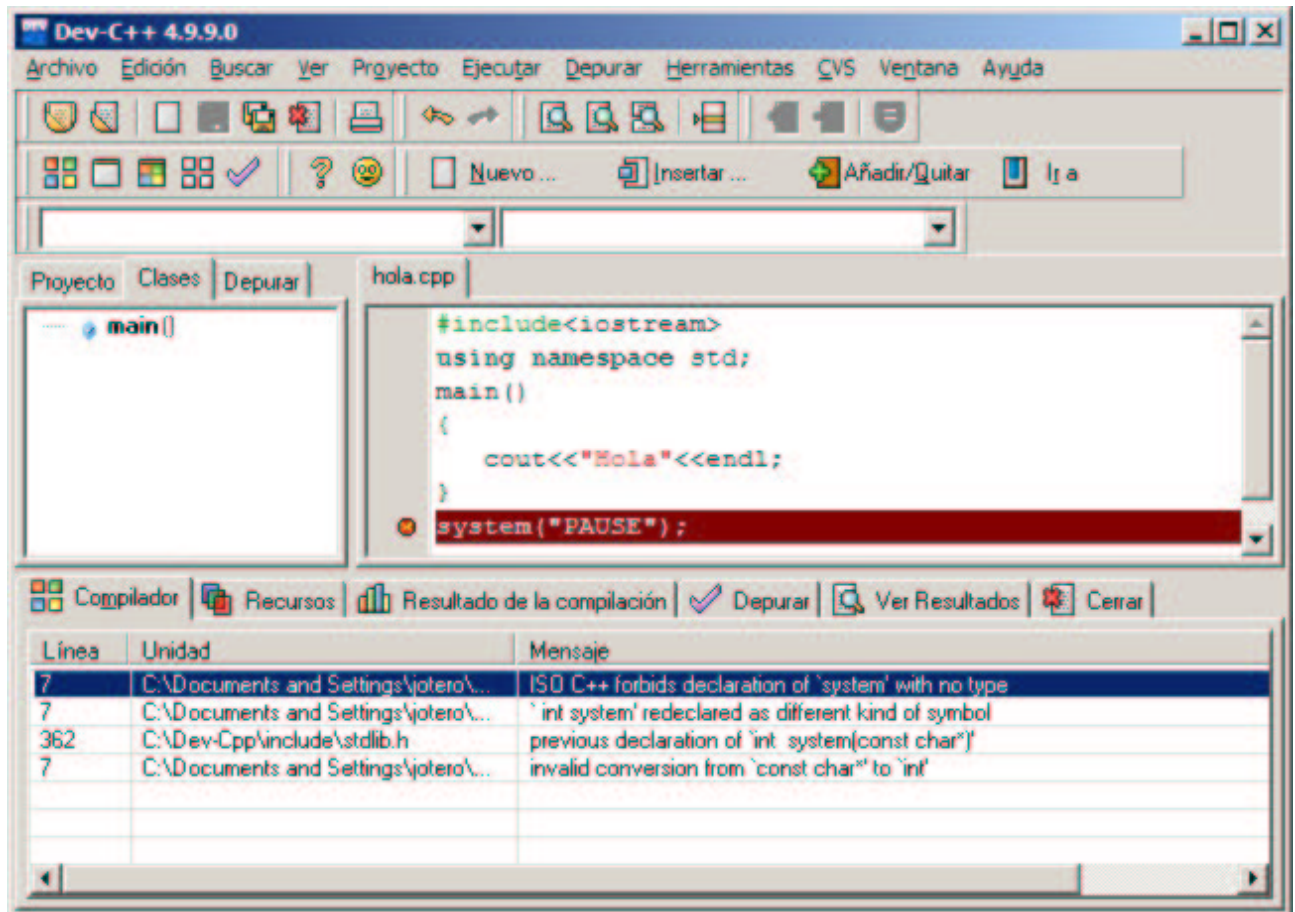 Dev-C++ 4.9.9.0
Archivo Edición Buscar Ver Proyecto Ejecutar Depurar Herramientas CVS Ventana Ayuda
Nuevo ... Insertar ... Añadir/Quitar Ir a
Proyecto Clases Depurar hola.cpp
main()
#include<iostream>
using namespace std;
main()
{
cout<<"Hola"<<endl;
}
system("PAUSE");
Compilador Recursos Resultado de la compilación Depurar Ver Resultados Cerrar
Línea Unidad Mensaje
7 C:\Documents and Settings\jotero\... ISO C++ forbids declaration of `system' with no type
7 C:\Documents and Settings\jotero\... ` int system' redeclared as different kind of symbol
362 C:\Dev-Cpp\include\stdlib.h previous declaration of `int system(const char*)'
7 C:\Documents and Settings\jotero\... invalid conversion from `const char*' to `int'